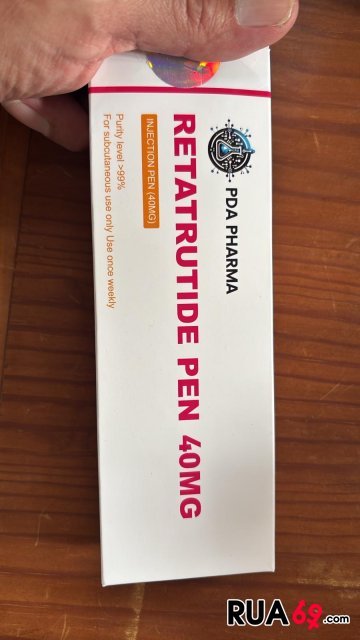 PDA PHARMA
RETATRUTIDE PEN 40MG
INJECTION PEN (40MG)
Purity level >99%
For subcutaneous use only Use once weekly
RUA69.com